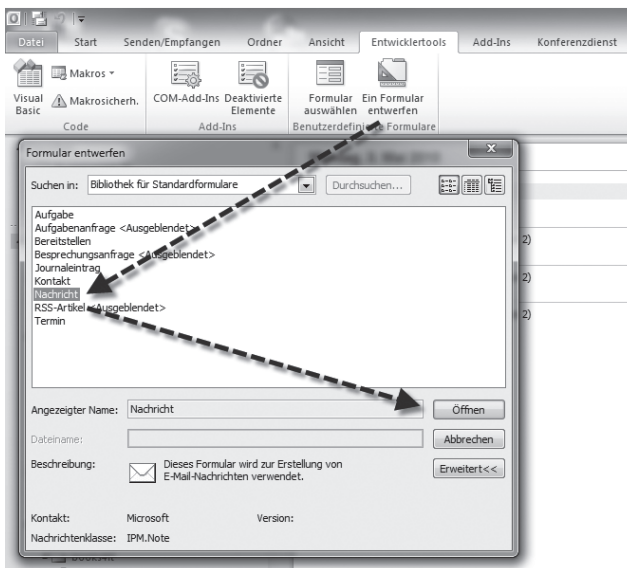 Datei Start Senden/Empfangen Ordner Ansicht Entwicklertools Add-Ins Konferenzdienst
Visual Basic
Makros
Makrosicherh.
COM-Add-Ins
Deaktivierte Elemente
Formular auswählen
Ein Formular entwerfen
Code Add-Ins Benutzerdefinierte Formulare
Formular entwerfen
Suchen in: Bibliothek für Standardformulare Durchsuchen...
Aufgabe
Aufgabenanfrage <Ausgeblendet>
Bereitstellen
Besprechungsanfrage <Ausgeblendet>
Journaleintrag
Kontakt
Nachricht
RSS-Artikel <Ausgeblendet>
Termin
2)
2)
2)
Angezeigter Name: Nachricht Öffnen
Dateiname: Abbrechen
Beschreibung: Dieses Formular wird zur Erstellung von
E-Mail-Nachrichten verwendet.
Erweitert<<
Kontakt: Microsoft Version:
Nachrichtenklasse: IPM.Note